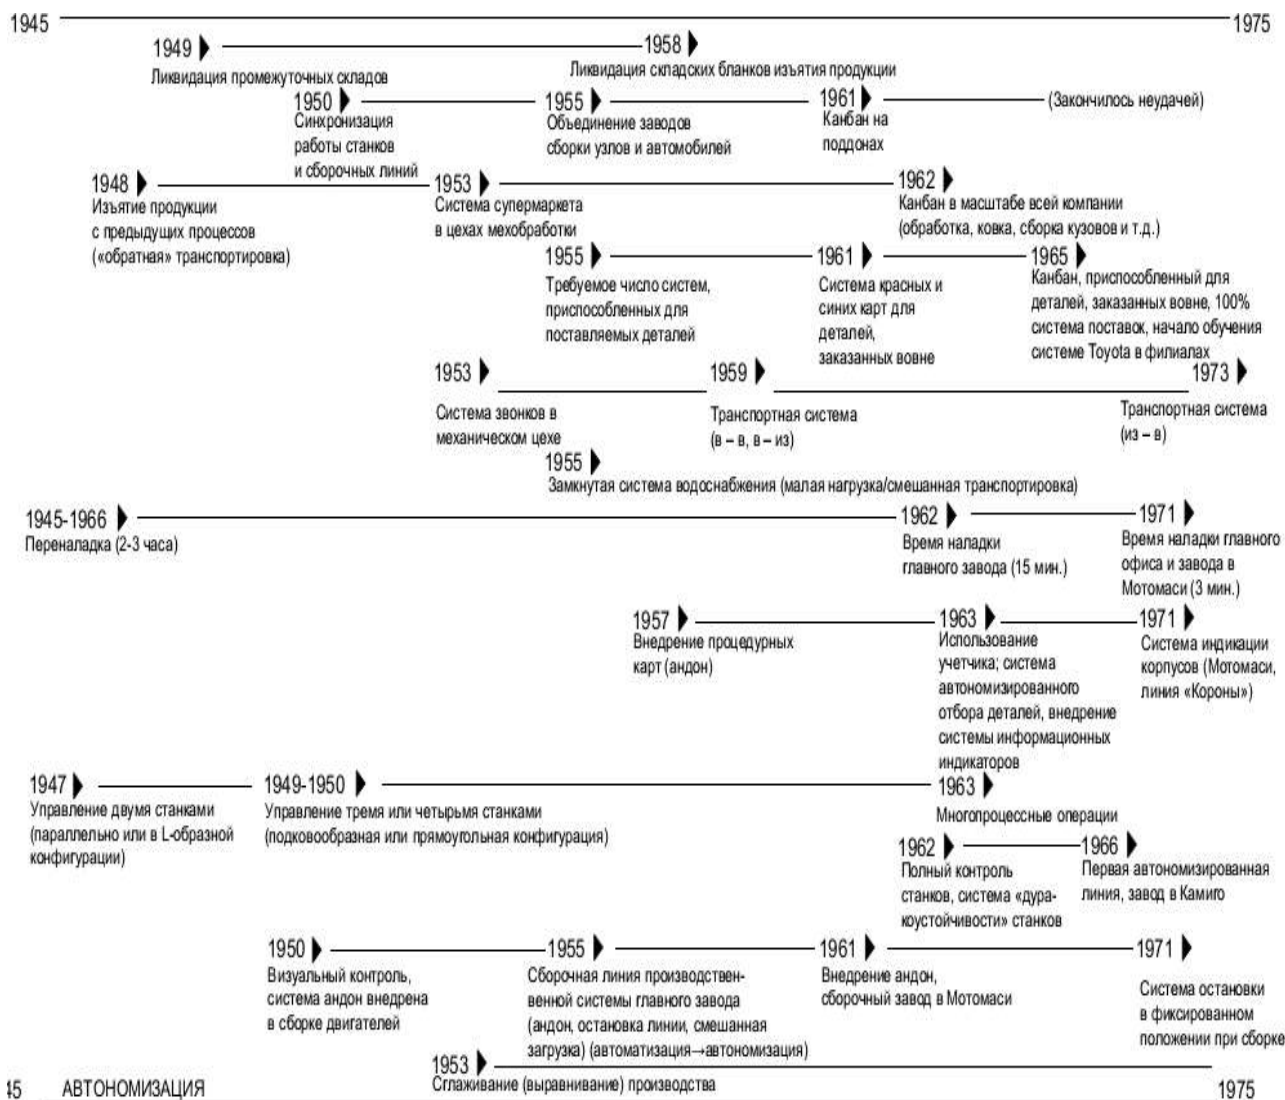 1945 1975
1949 1958
Ликвидация промежуточных складов
Ликвидация складских бланков изъятия продукции
1950 1955 1961 (Закончилось неудачей)
Синхронизация
работы станков
и сборочных линий
Объединение заводов
сборки узлов и автомобилей
Канбан на
поддонах
1948 1953 1962
Изъятие продукции
с предыдущих процессов
(«обратная» транспортировка)
Система супермаркета
в цехах мехобработки
Канбан в масштабе всей компании
(обработка, ковка, сборка кузовов и т.д.)
1955 1961 1965
Требуемое число систем,
приспособленных для
поставляемых деталей
Система красных и
синих карт для
деталей,
заказанных вовне
Канбан, приспособленный для
деталей, заказанных вовне, 100%
система поставок, начало обучения
системе Toyota в филиалах
1953 1959 1973
Система звонков в
механическом цехе
Транспортная система
(в – в, в – из)
Транспортная система
(из – в)
1955
Замкнутая система водоснабжения (малая нагрузка/смешанная транспортировка)
1945-1966 1962 1971
Переналадка (2-3 часа)
Время наладки
главного завода (15 мин.)
Время наладки главного
офиса и завода в
Мотомаси (3 мин.)
1957 1963 1971
Внедрение процедурных
карт (андон)
Использование
учетчика; система
автономизированного
отбора деталей, внедрение
системы информационных
индикаторов
Система индикации
корпусов (Мотомаси,
линия «Короны»)
1947 1949-1950 1963
Управление двумя станками
(параллельно или в L-образной
конфигурации)
Управление тремя или четырьмя станками
(подковообразная или прямоугольная конфигурация)
Многопроцессные операции
1962 1966
Полный контроль
станков, система «дура-
коустойчивости» станков
Первая автономизированная
линия, завод в Камиго
1950 1955 1961 1971
Визуальный контроль,
система андон внедрена
в сборке двигателей
Сборочная линия производствен-
венной системы главного завода
(андон, остановка линии, смешанная
загрузка) (автоматизация→автономизация)
Внедрение андон,
сборочный завод в Мотомаси
Система остановки
в фиксированном
положении при сборке
1953
Сглаживание (выравнивание) производства
45 АВТОНОМИЗАЦИЯ 1975